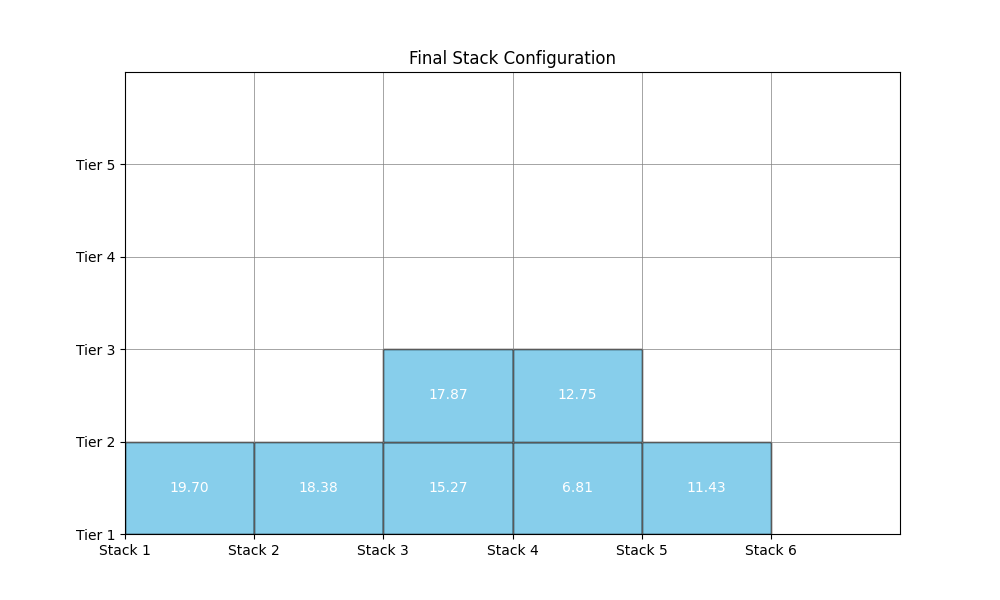 Final Stack Configuration
Tier 5
Tier 4
Tier 3
17.87 12.75
Tier 2
19.70 18.38 15.27 6.81 11.43
Tier 1
Stack 1 Stack 2 Stack 3 Stack 4 Stack 5 Stack 6